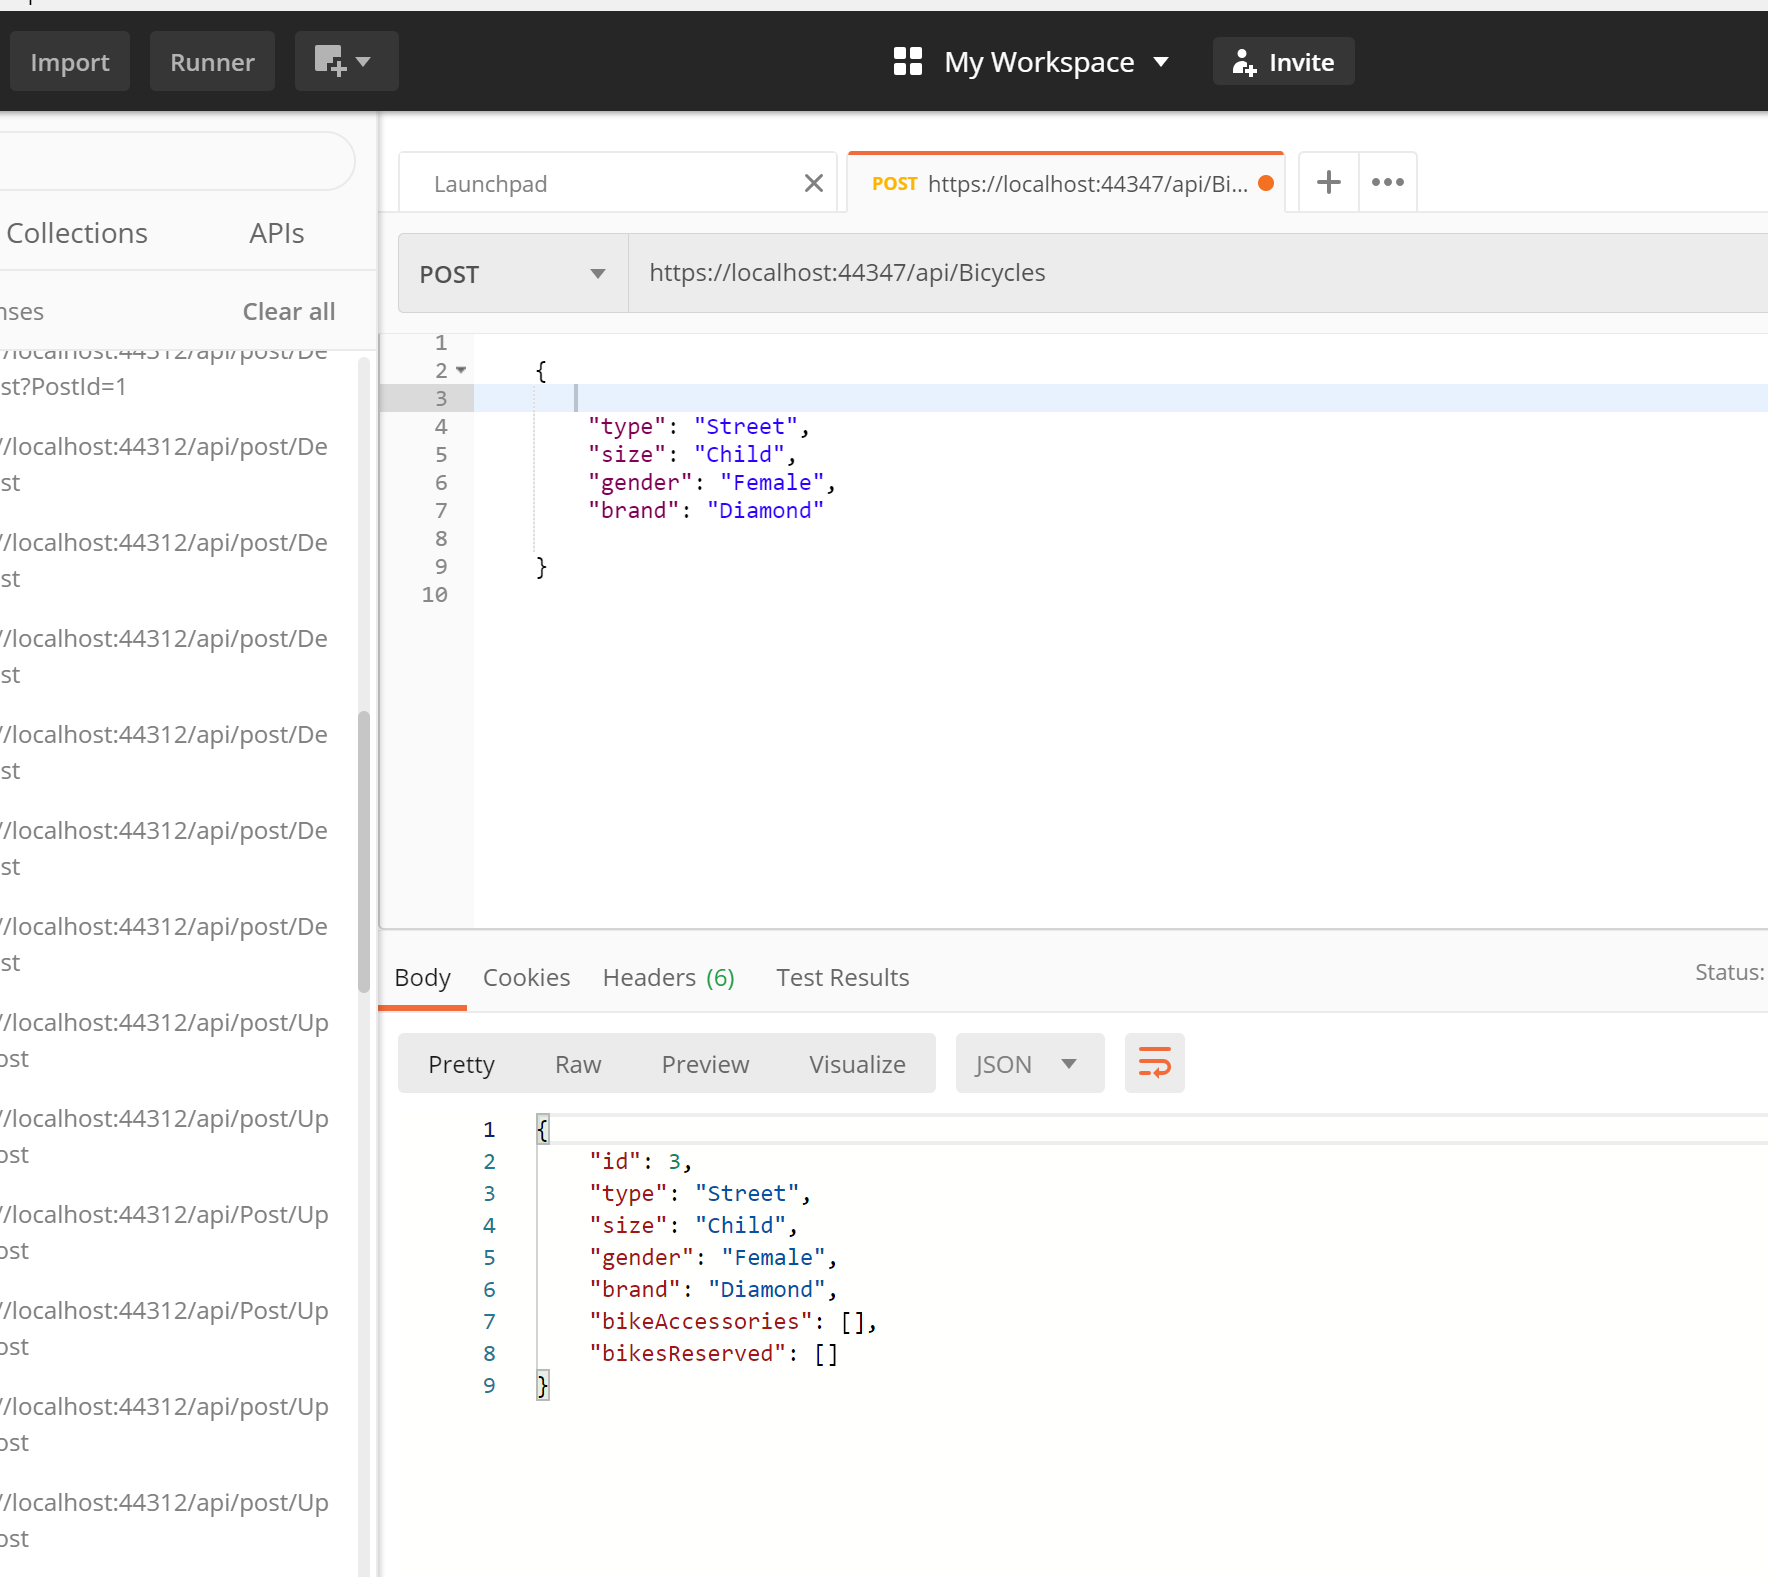 Import
Runner
My Workspace
Invite
Launchpad
POST https://localhost:44347/api/Bi...
Collections
APIs
nses
Clear all
POST
https://localhost:44347/api/Bicycles
//localhost:44312/api/post/De
st?PostId=1
//localhost:44312/api/post/De
st
//localhost:44312/api/post/De
st
//localhost:44312/api/post/De
st
//localhost:44312/api/post/De
st
//localhost:44312/api/post/De
st
//localhost:44312/api/post/De
st
//localhost:44312/api/post/Up
ost
//localhost:44312/api/post/Up
ost
//localhost:44312/api/Post/Up
ost
//localhost:44312/api/Post/Up
ost
//localhost:44312/api/post/Up
ost
//localhost:44312/api/post/Up
ost
1
2 {
3
4 "type": "Street",
5 "size": "Child",
6 "gender": "Female",
7 "brand": "Diamond"
8
9 }
10
Body Cookies Headers (6) Test Results
Status:
Pretty Raw Preview Visualize JSON
1 {
2 "id": 3,
3 "type": "Street",
4 "size": "Child",
5 "gender": "Female",
6 "brand": "Diamond",
7 "bikeAccessories": [],
8 "bikesReserved": []
9 }